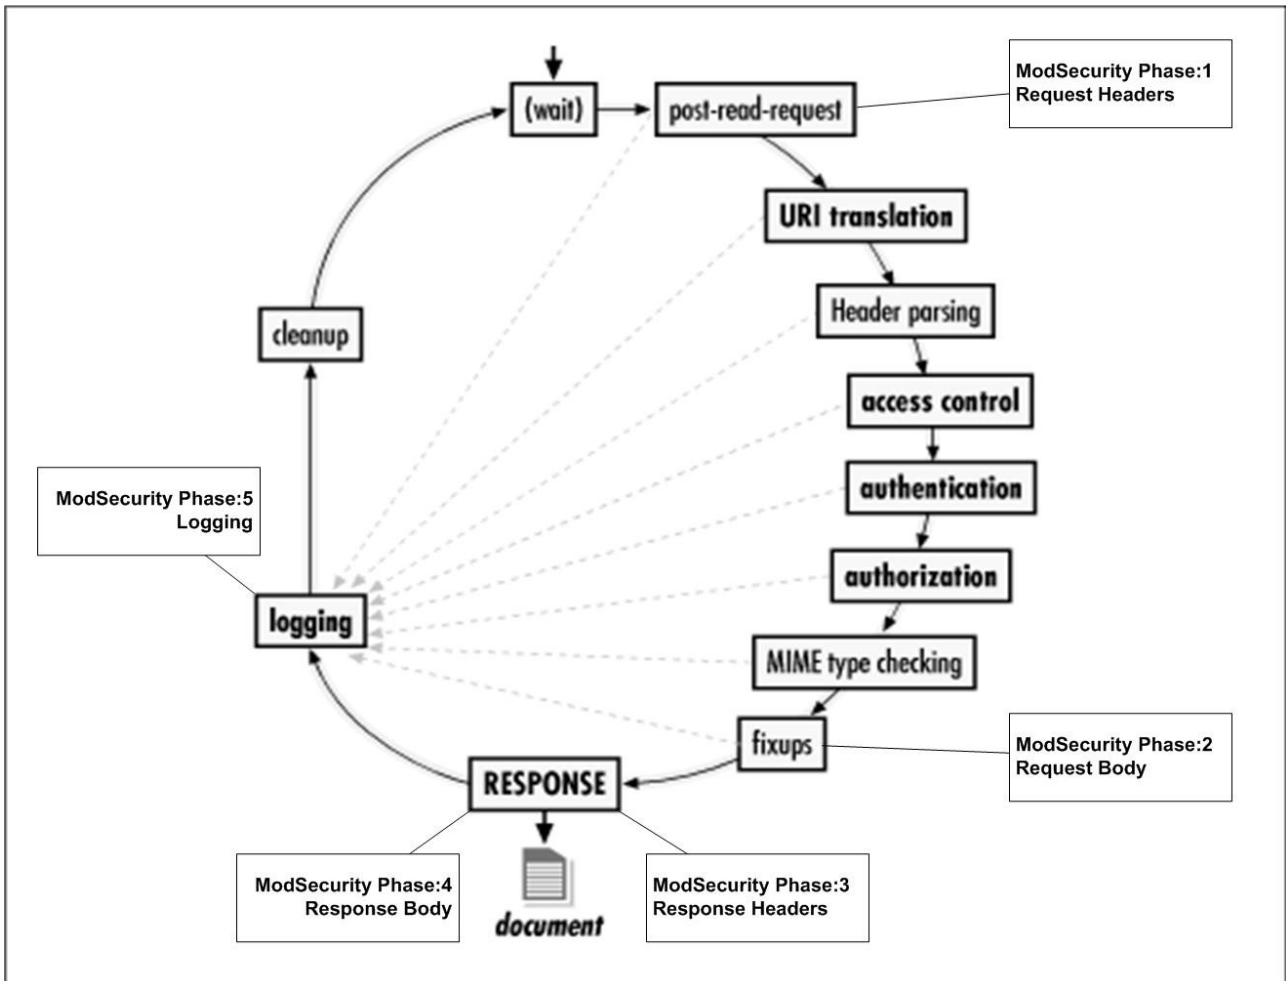 (wait)
post-read-request
ModSecurity Phase:1
Request Headers
URI translation
Header parsing
cleanup
access control
authentication
ModSecurity Phase:5
Logging
authorization
logging
MIME type checking
fixups
ModSecurity Phase:2
Request Body
RESPONSE
ModSecurity Phase:4
Response Body
ModSecurity Phase:3
Response Headers
document